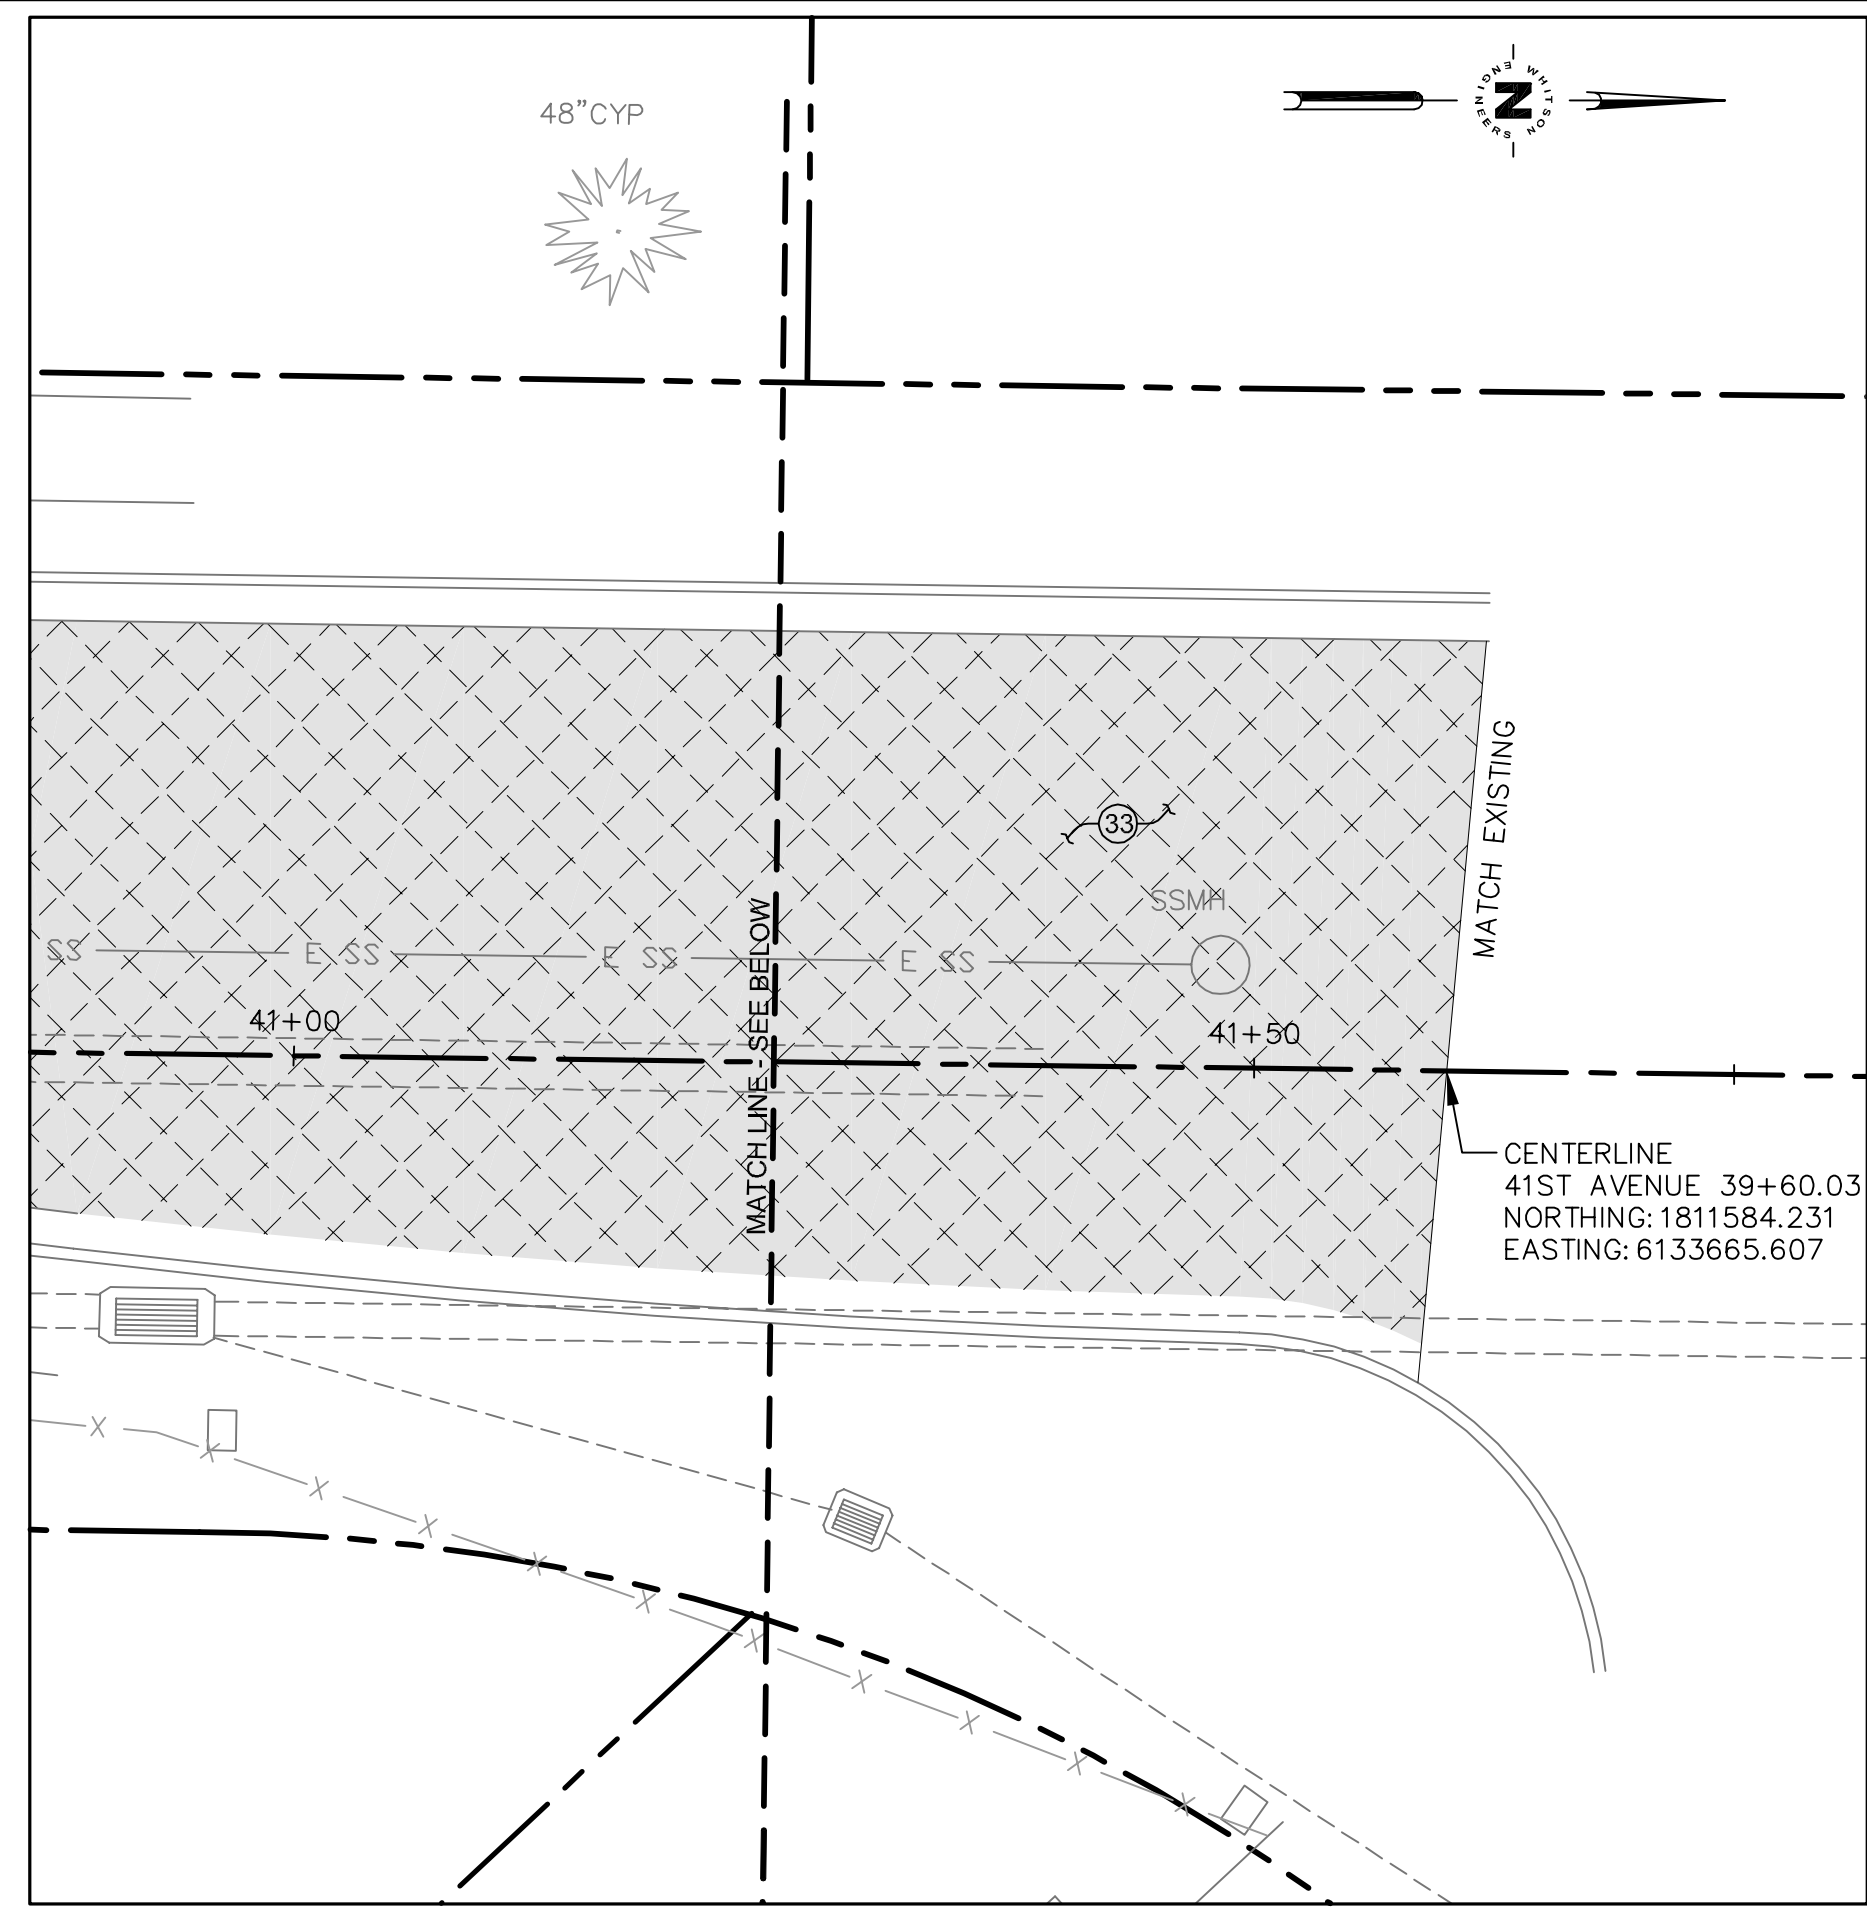 48"CYP
WHITSON ENGINEERS
N
33
MATCH EXISTING
SSMH
SS E SS E SS E SS
MATCH LINE - SEE BELOW
41+00
41+50
CENTERLINE
41ST AVENUE 39+60.03
NORTHING: 1811584.231
EASTING: 6133665.607
X X X X X X X X X X X